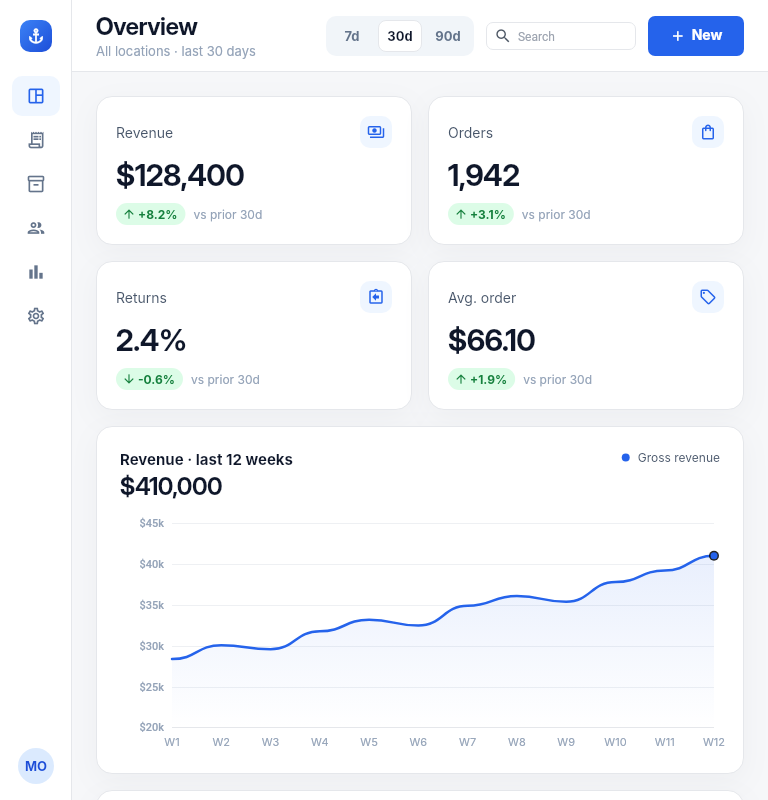 Overview
All locations · last 30 days
7d
30d
90d
Search
New
Revenue
$128,400
+8.2%
vs prior 30d
Orders
1,942
+3.1%
vs prior 30d
Returns
2.4%
-0.6%
vs prior 30d
Avg. order
$66.10
+1.9%
vs prior 30d
Revenue · last 12 weeks
$410,000
Gross revenue
$45k
$40k
$35k
$30k
$25k
$20k
W1 W2 W3 W4 W5 W6 W7 W8 W9 W10 W11 W12
MO